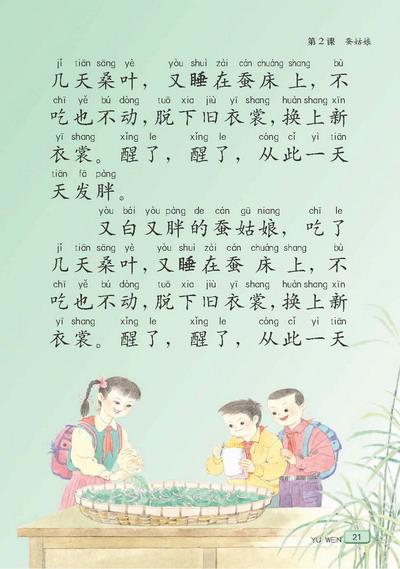 第2课 蚕姑娘
jǐ tiān sāng yè yòu shuì zài cán chuáng shang bù
几天桑叶，又睡在蚕床上，不
chī yě bú dòng tuō xia jiù yī shang huàn shang xīn
吃也不动，脱下旧衣裳，换上新
yī shang xǐng le xǐng le cóng cǐ yì tiān
衣裳。醒了，醒了，从此一天
tiān fā pàng
天发胖。
yòu bái yòu pàng de cán gū niang chī le
又白又胖的蚕姑娘，吃了
jǐ tiān sāng yè yòu shuì zài cán chuáng shang bù
几天桑叶，又睡在蚕床上，不
chī yě bú dòng tuō xia jiù yī shang huàn shang xīn
吃也不动，脱下旧衣裳，换上新
yī shang xǐng le xǐng le cóng cǐ yì tiān
衣裳。醒了，醒了，从此一天
YU WEN 21